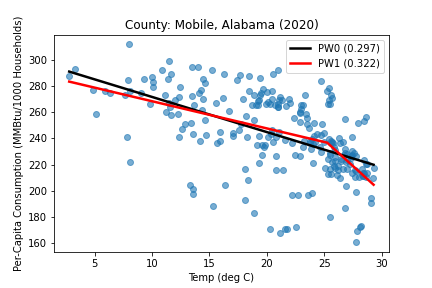 County: Mobile, Alabama (2020)
PW0 (0.297)
PW1 (0.322)
Per-Capita Consumption (MMBtu/1000 Households)
300
280
260
240
220
200
180
160
5 10 15 20 25 30
Temp (deg C)